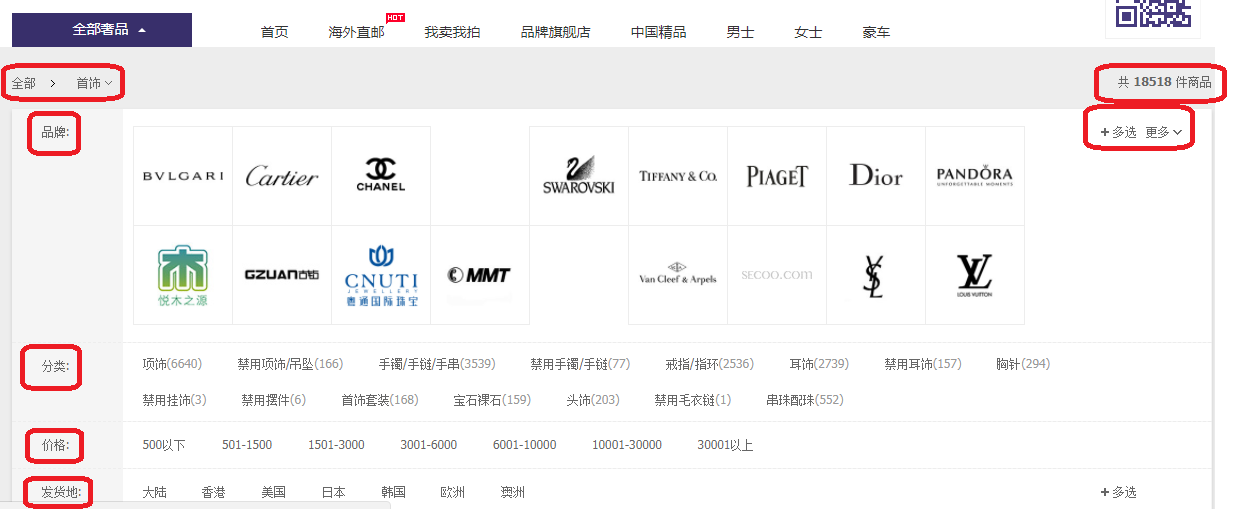 全部奢品
首页 海外直邮 HOT 我卖我拍 品牌旗舰店 中国精品 男士 女士 豪车
全部 > 首饰
共 18518 件商品
品牌:
+多选 更多
BVLGARI Cartier CHANEL SWAROVSKI TIFFANY & CO. PIAGET Dior PANDÖRA
UNFORGETTABLE MOMENTS
悦木之源 GZUAN古钻 CNUTI JEWELLERY 粤通国际珠宝 MMT Van Cleef & Arpels secoo.com YSL LV LOUIS VUITTON
分类:
项饰(6640) 禁用项饰/吊坠(166) 手镯/手链/手串(3539) 禁用手镯/手链(77) 戒指/指环(2536) 耳饰(2739) 禁用耳饰(157) 胸针(294)
禁用挂饰(3) 禁用摆件(6) 首饰套装(168) 宝石裸石(159) 头饰(203) 禁用毛衣链(1) 串珠配珠(552)
价格:
500以下 501-1500 1501-3000 3001-6000 6001-10000 10001-30000 30001以上
发货地:
大陆 香港 美国 日本 韩国 欧洲 澳洲
+多选